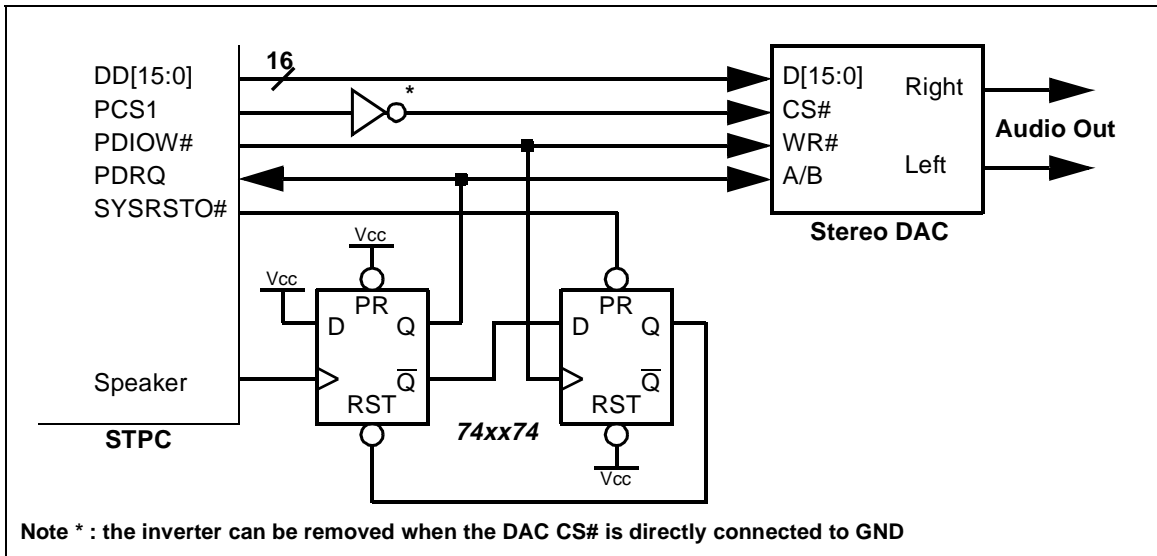 16
DD[15:0]
PCS1
*
PDIOW#
PDRQ
SYSRSTO#
Speaker
STPC
D[15:0]
CS#
WR#
A/B
Right
Left
Stereo DAC
Audio Out
Vcc
Vcc
PR
D
Q
Q
RST
74xx74
PR
D
Q
Q
RST
Vcc
Note * : the inverter can be removed when the DAC CS# is directly connected to GND